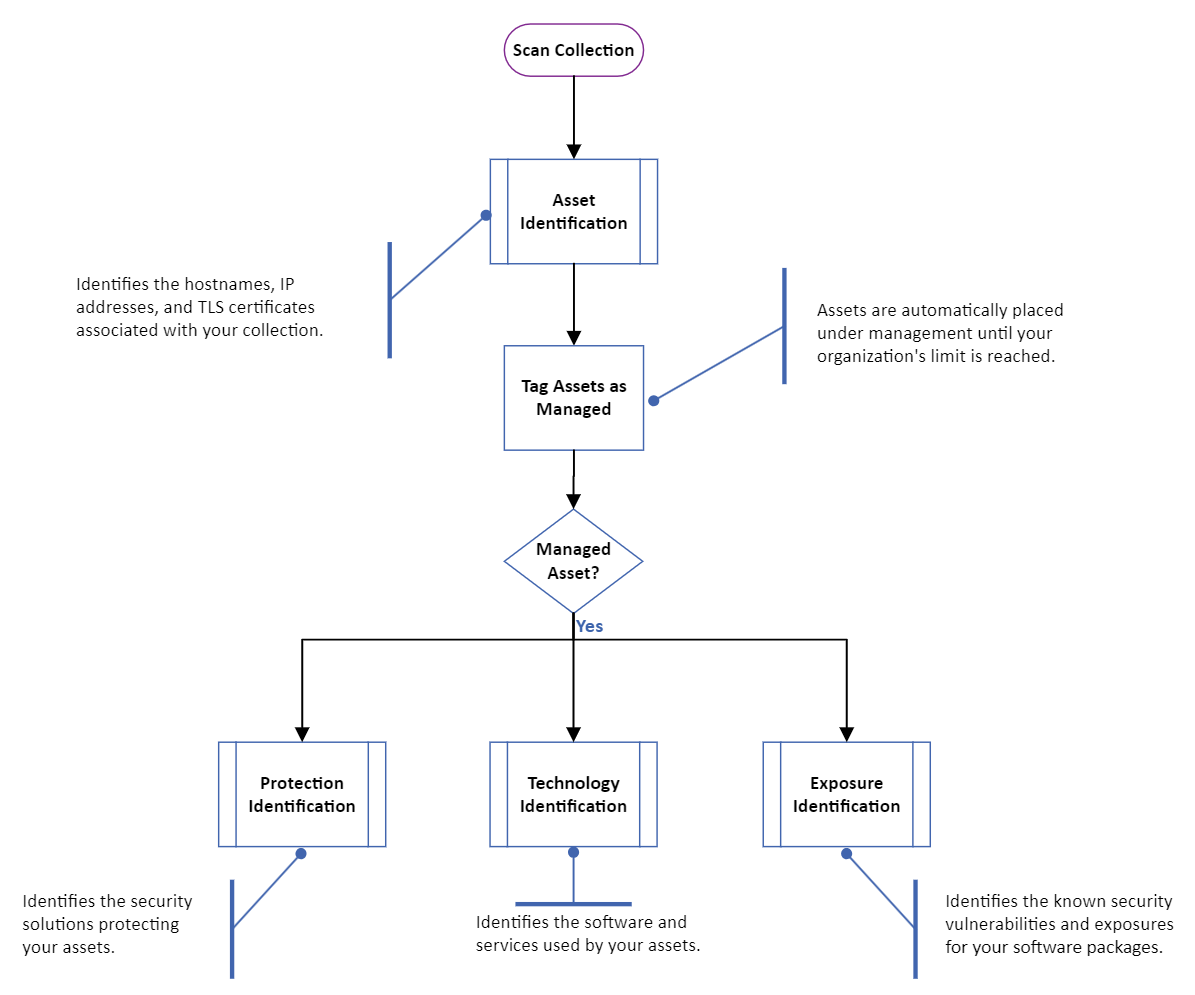 Scan Collection
Asset
Identification
Identifies the hostnames, IP
addresses, and TLS certificates
associated with your collection.
Assets are automatically placed
under management until your
organization's limit is reached.
Tag Assets as
Managed
Managed
Asset?
Yes
Protection
Identification
Technology
Identification
Exposure
Identification
Identifies the security
solutions protecting
your assets.
Identifies the software and
services used by your assets.
Identifies the known security
vulnerabilities and exposures
for your software packages.